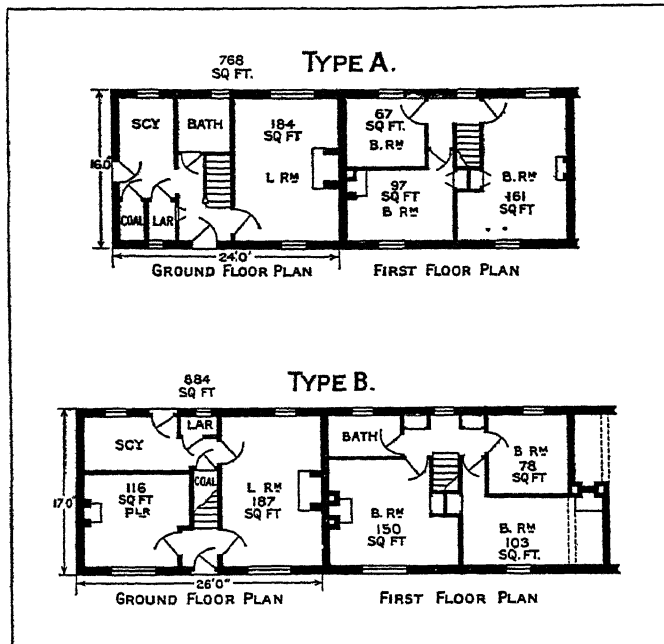 768
SQ FT.
TYPE A.
SCY
BATH
184
SQ FT
L RM
67
SQ FT.
B. RM
16'.0"
COAL
LAR
97
SQ FT
B RM
B. RM
161
SQ FT
24'.0'
GROUND FLOOR PLAN
FIRST FLOOR PLAN
884
SQ FT
TYPE B.
LAR
SCY
BATH
COAL
116
SQ FT
PLR
L RM
187
SQ FT
B. RM
78
SQ FT
17'.0"
B. RM
150
SQ FT
B. RM
103
SQ. FT.
26'.0"
GROUND FLOOR PLAN
FIRST FLOOR PLAN